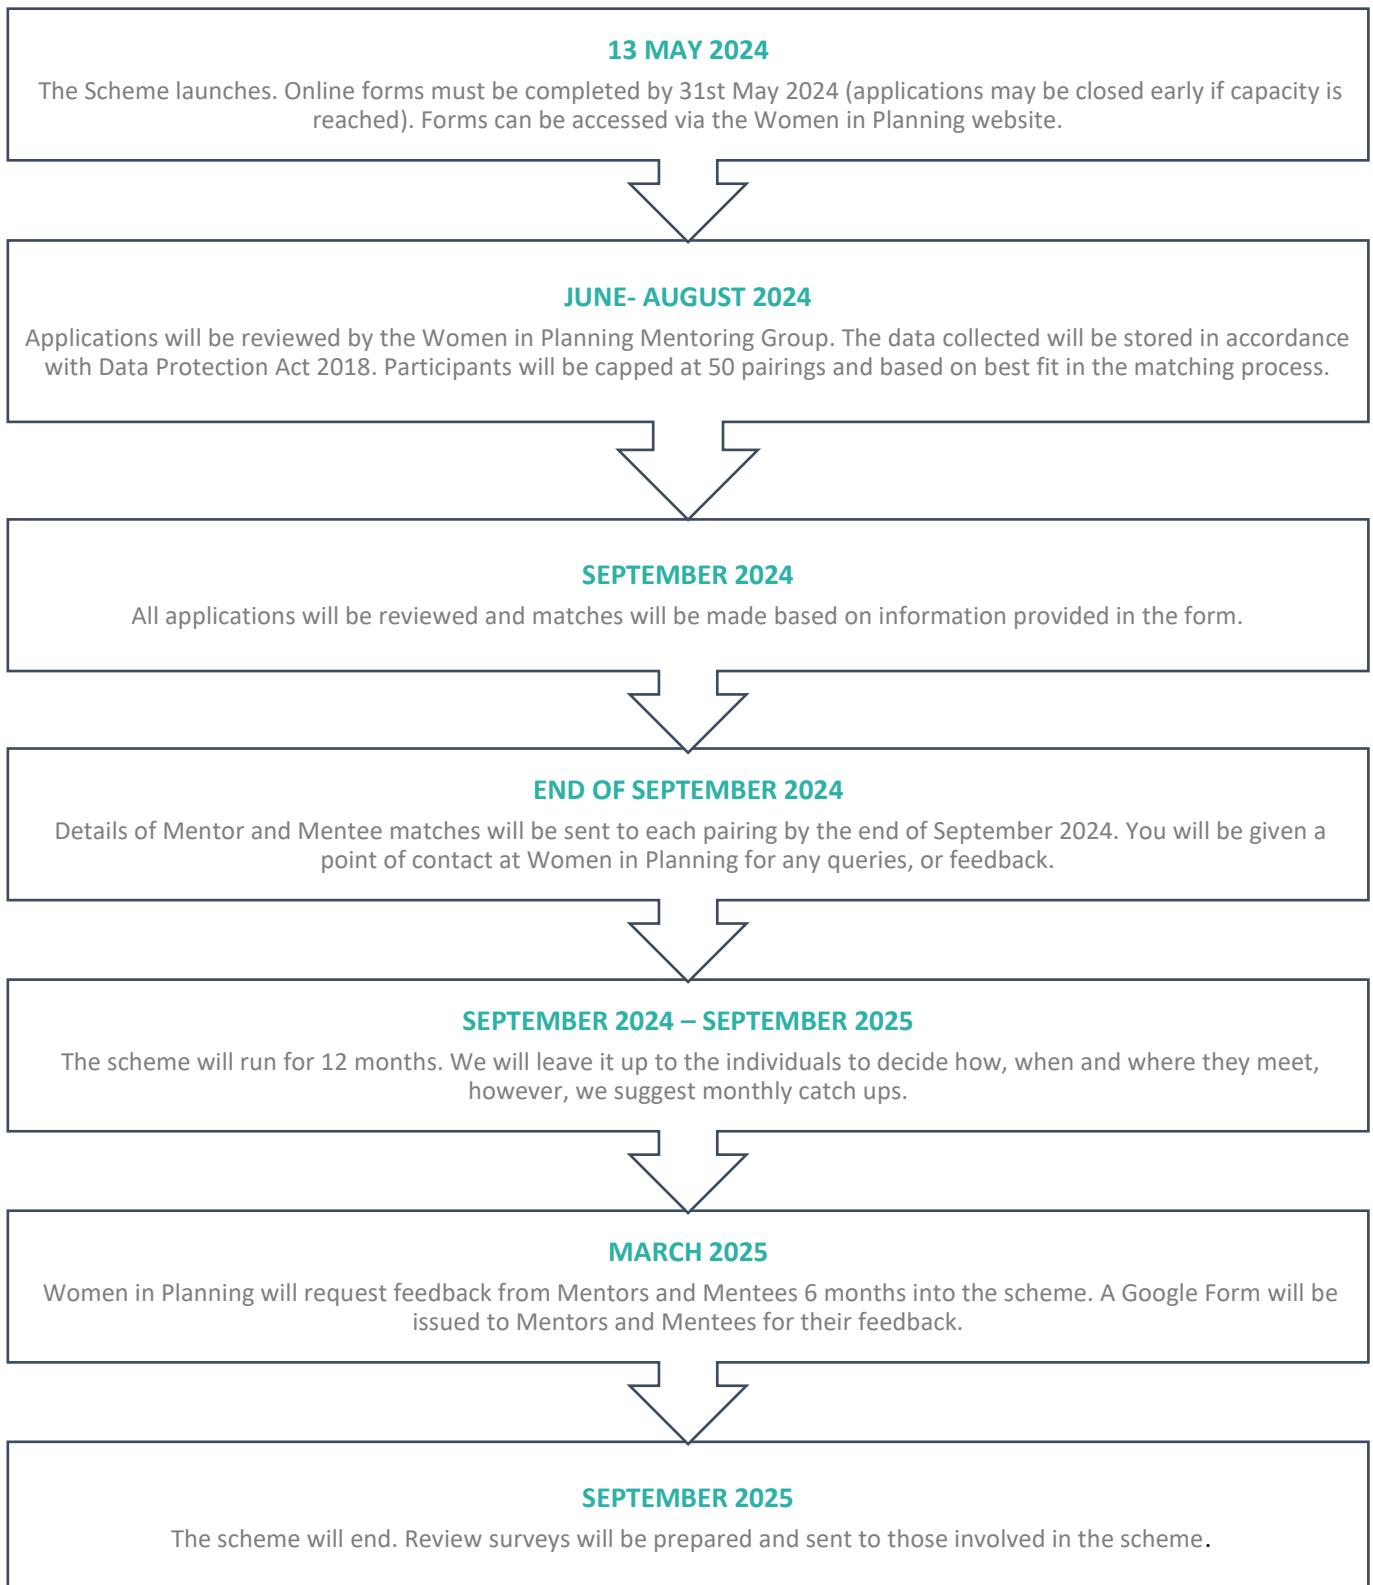 13 MAY 2024
The Scheme launches. Online forms must be completed by 31st May 2024 (applications may be closed early if capacity is
reached). Forms can be accessed via the Women in Planning website.
JUNE- AUGUST 2024
Applications will be reviewed by the Women in Planning Mentoring Group. The data collected will be stored in accordance
with Data Protection Act 2018. Participants will be capped at 50 pairings and based on best fit in the matching process.
SEPTEMBER 2024
All applications will be reviewed and matches will be made based on information provided in the form.
END OF SEPTEMBER 2024
Details of Mentor and Mentee matches will be sent to each pairing by the end of September 2024. You will be given a
point of contact at Women in Planning for any queries, or feedback.
SEPTEMBER 2024 – SEPTEMBER 2025
The scheme will run for 12 months. We will leave it up to the individuals to decide how, when and where they meet,
however, we suggest monthly catch ups.
MARCH 2025
Women in Planning will request feedback from Mentors and Mentees 6 months into the scheme. A Google Form will be
issued to Mentors and Mentees for their feedback.
SEPTEMBER 2025
The scheme will end. Review surveys will be prepared and sent to those involved in the scheme.